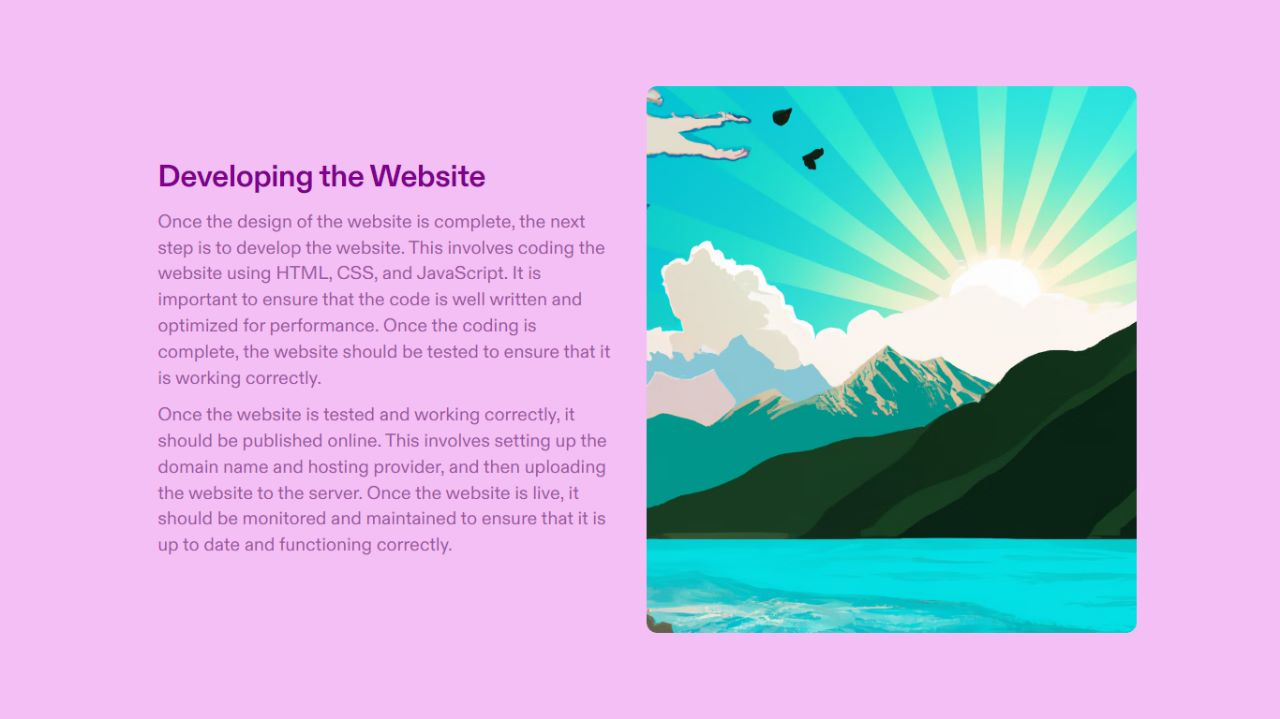 Developing the Website
Once the design of the website is complete, the next
step is to develop the website. This involves coding the
website using HTML, CSS, and JavaScript. It is
important to ensure that the code is well written and
optimized for performance. Once the coding is
complete, the website should be tested to ensure that it
is working correctly.
Once the website is tested and working correctly, it
should be published online. This involves setting up the
domain name and hosting provider, and then uploading
the website to the server. Once the website is live, it
should be monitored and maintained to ensure that it is
up to date and functioning correctly.